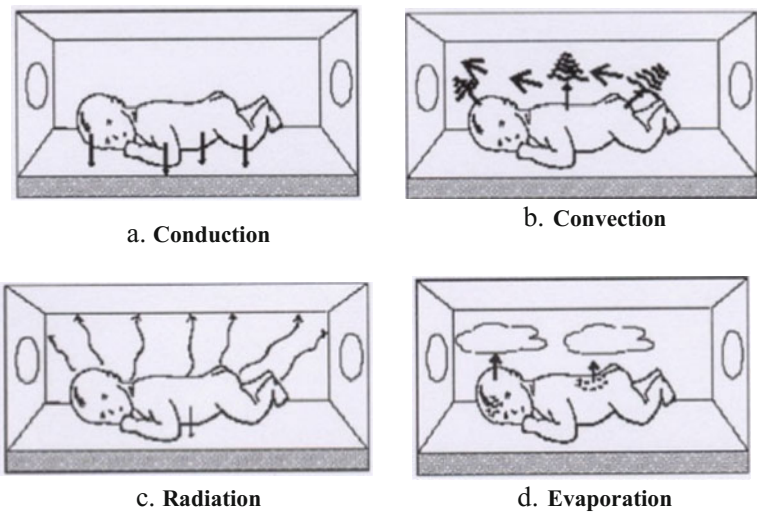 a. Conduction
b. Convection
c. Radiation
d. Evaporation